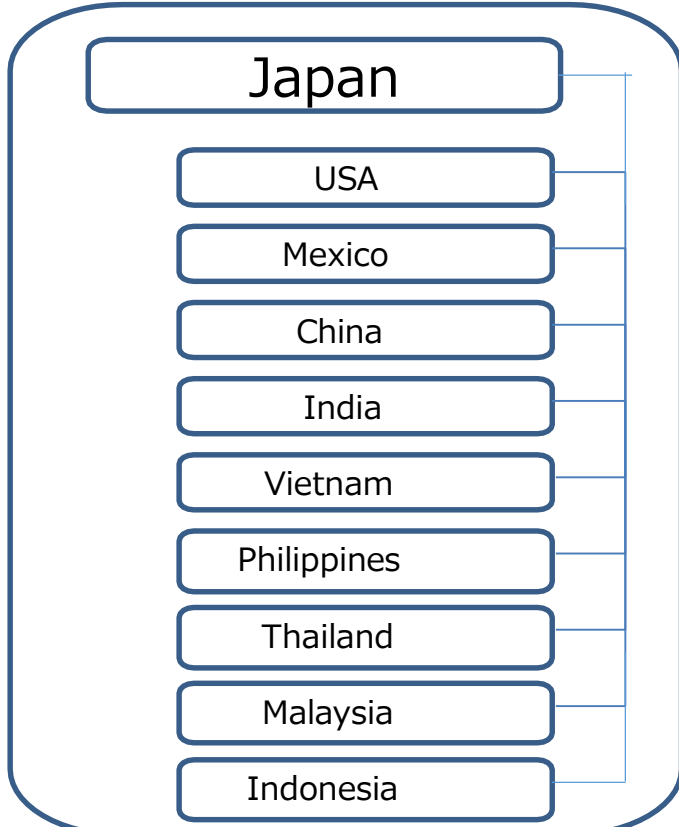 Japan
USA
Mexico
China
India
Vietnam
Philippines
Thailand
Malaysia
Indonesia